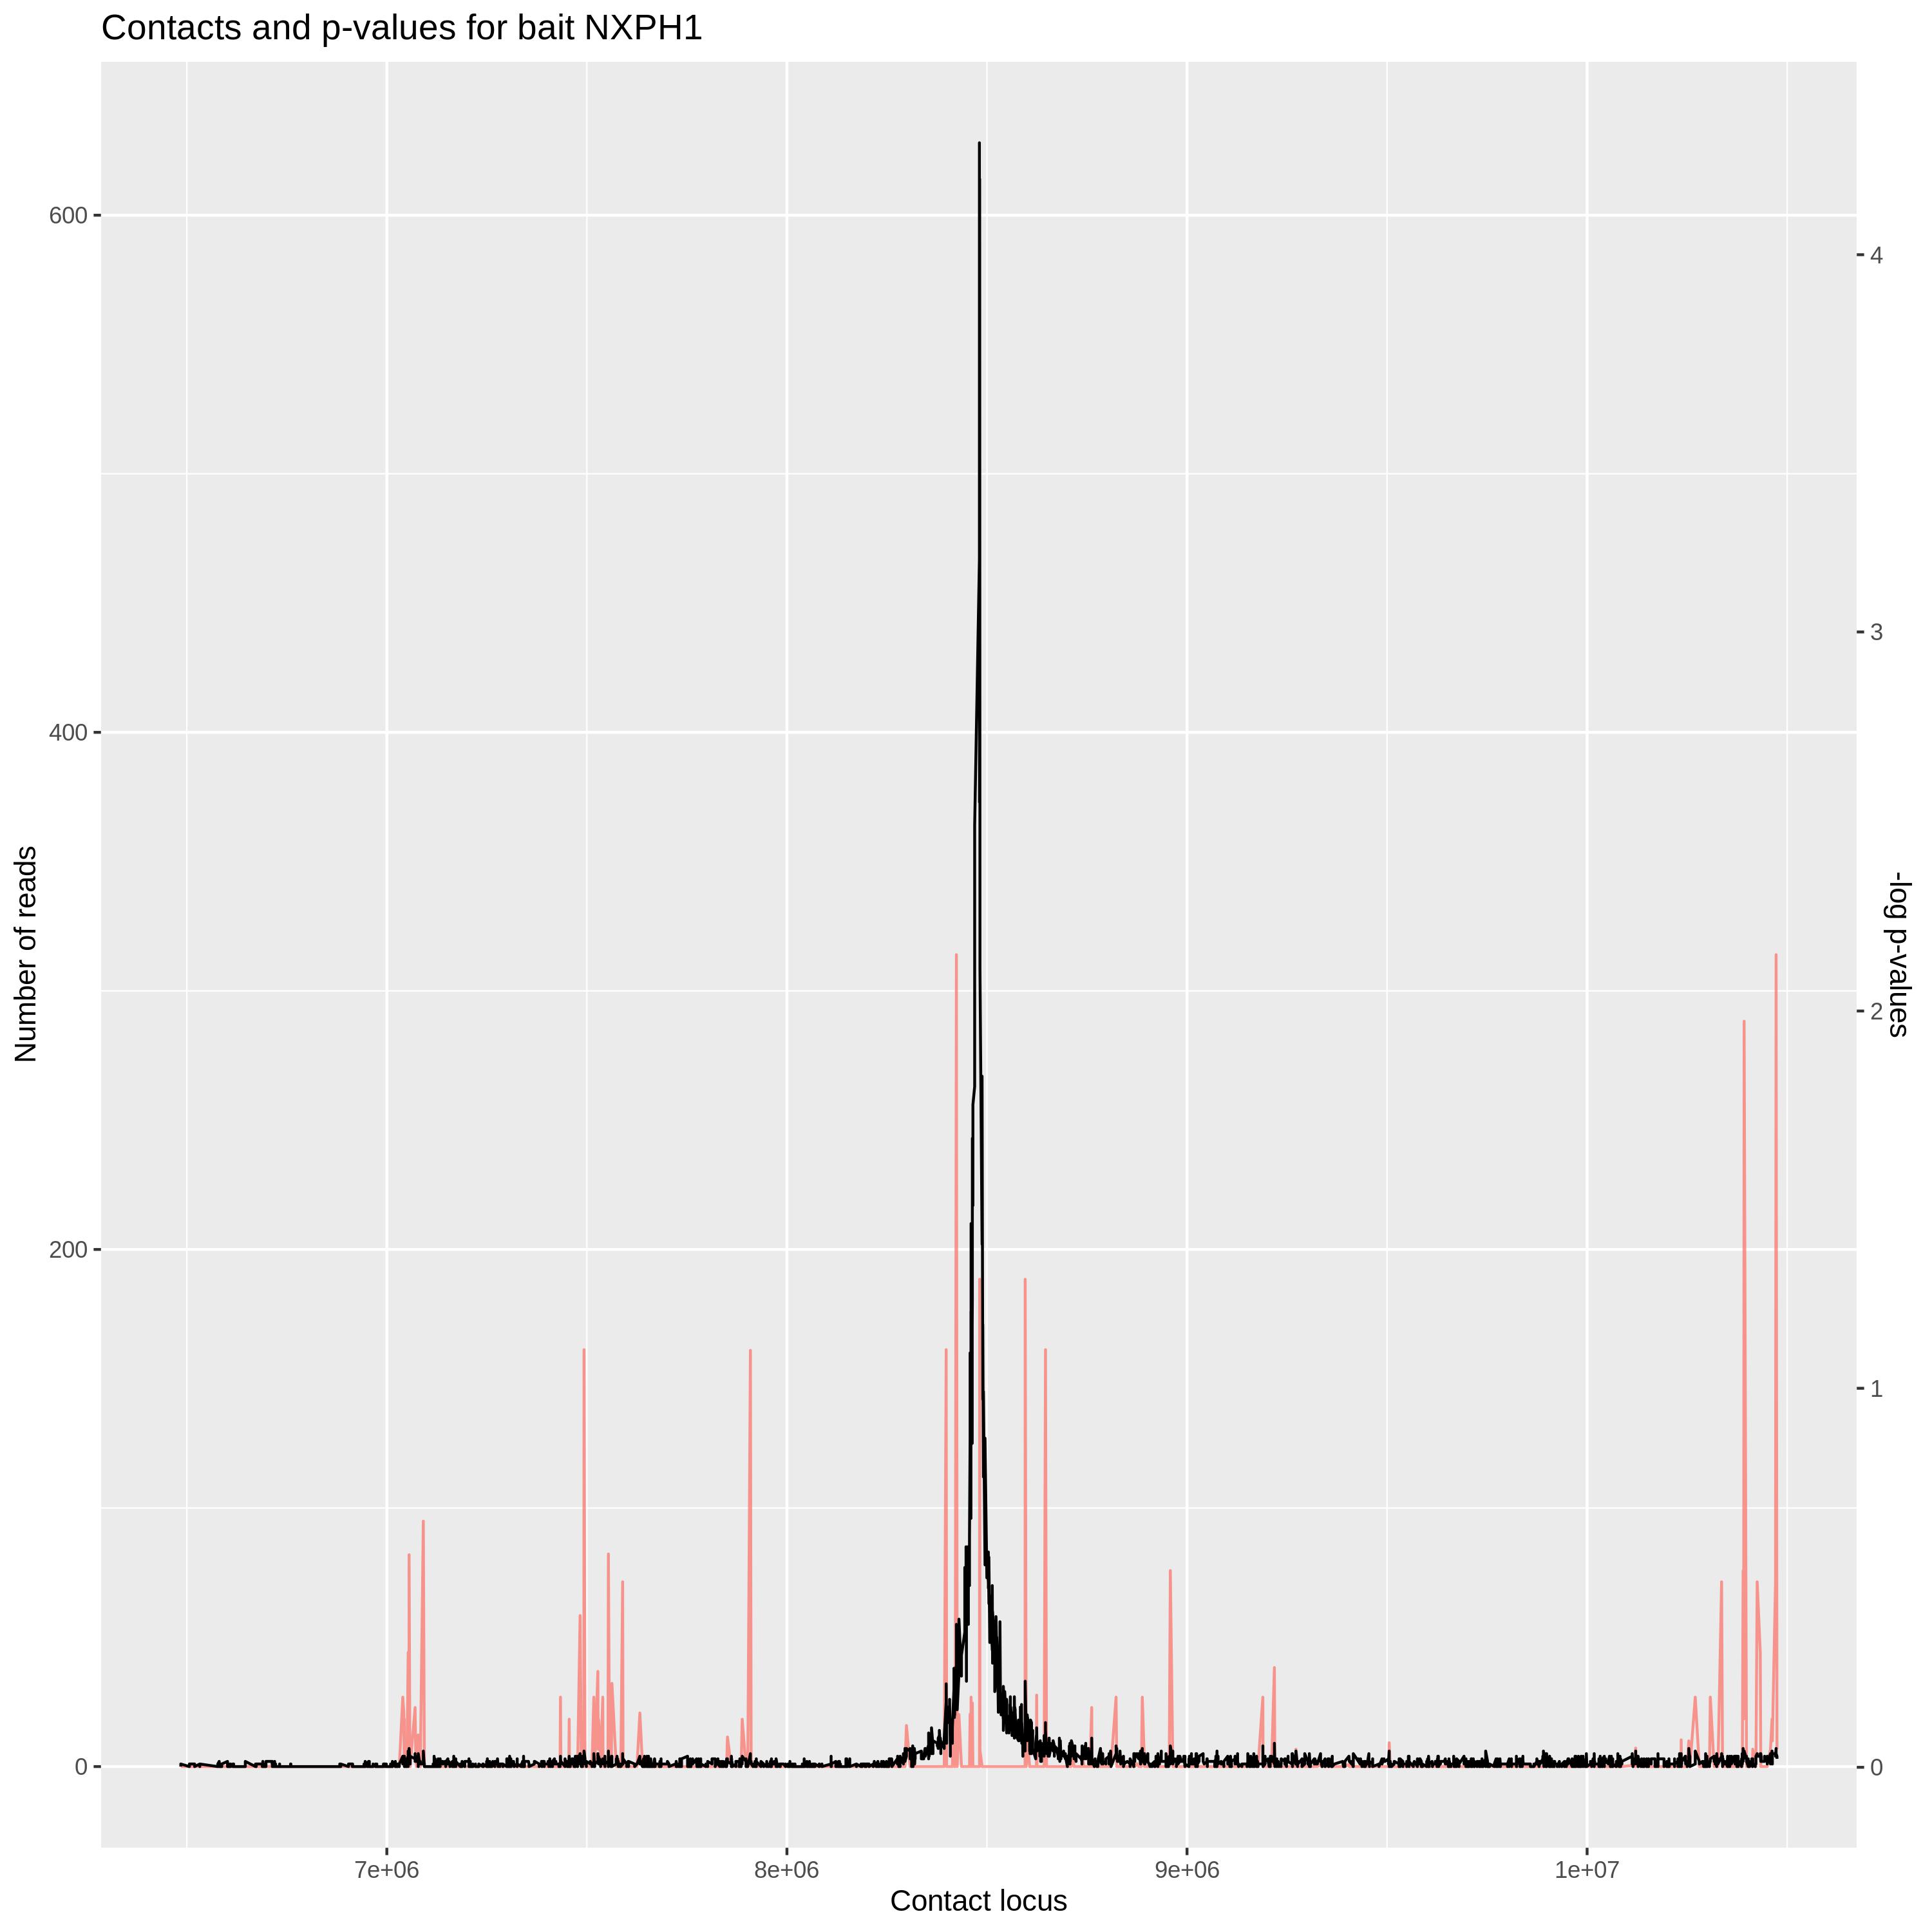 Contacts and p-values for bait NXPH1
Number of reads
600
400
200
0
-log p-values
4
3
2
1
0
7e+06
8e+06
9e+06
1e+07
Contact locus